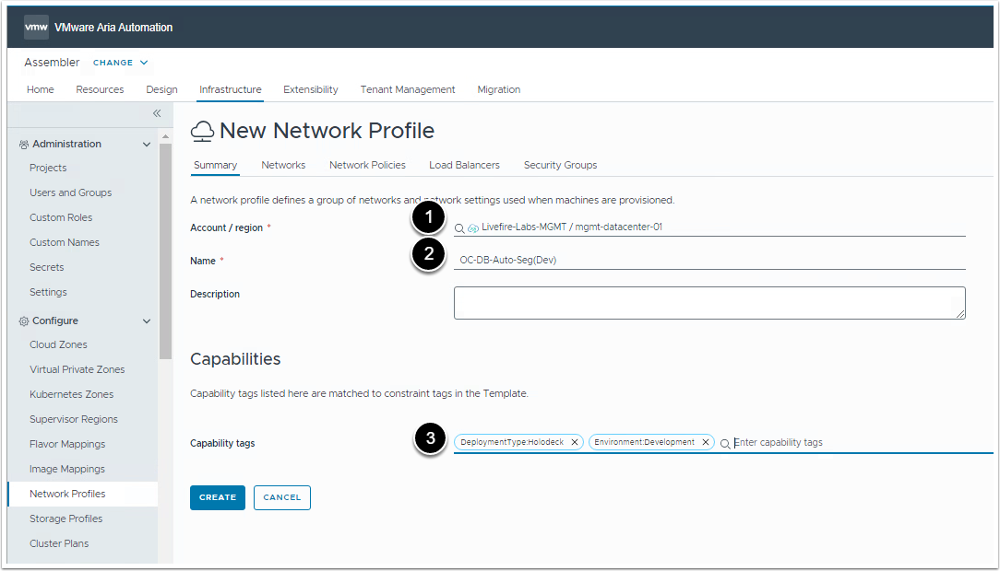 vmw VMware Aria Automation
Assembler CHANGE
Home Resources Design Infrastructure Extensibility Tenant Management Migration
«
Administration
Projects
Users and Groups
Custom Roles
Custom Names
Secrets
Settings
Configure
Cloud Zones
Virtual Private Zones
Kubernetes Zones
Supervisor Regions
Flavor Mappings
Image Mappings
Network Profiles
Storage Profiles
Cluster Plans
New Network Profile
Summary Networks Network Policies Load Balancers Security Groups
A network profile defines a group of networks and network settings used when machines are provisioned.
Account / region * 1 Livefire-Labs-MGMT / mgmt-datacenter-01
Name * 2 OC-DB-Auto-Seg(Dev)
Description
Capabilities
Capability tags listed here are matched to constraint tags in the Template.
Capability tags 3 DeploymentType:Holodeck × Environment:Development × Enter capability tags
CREATE CANCEL